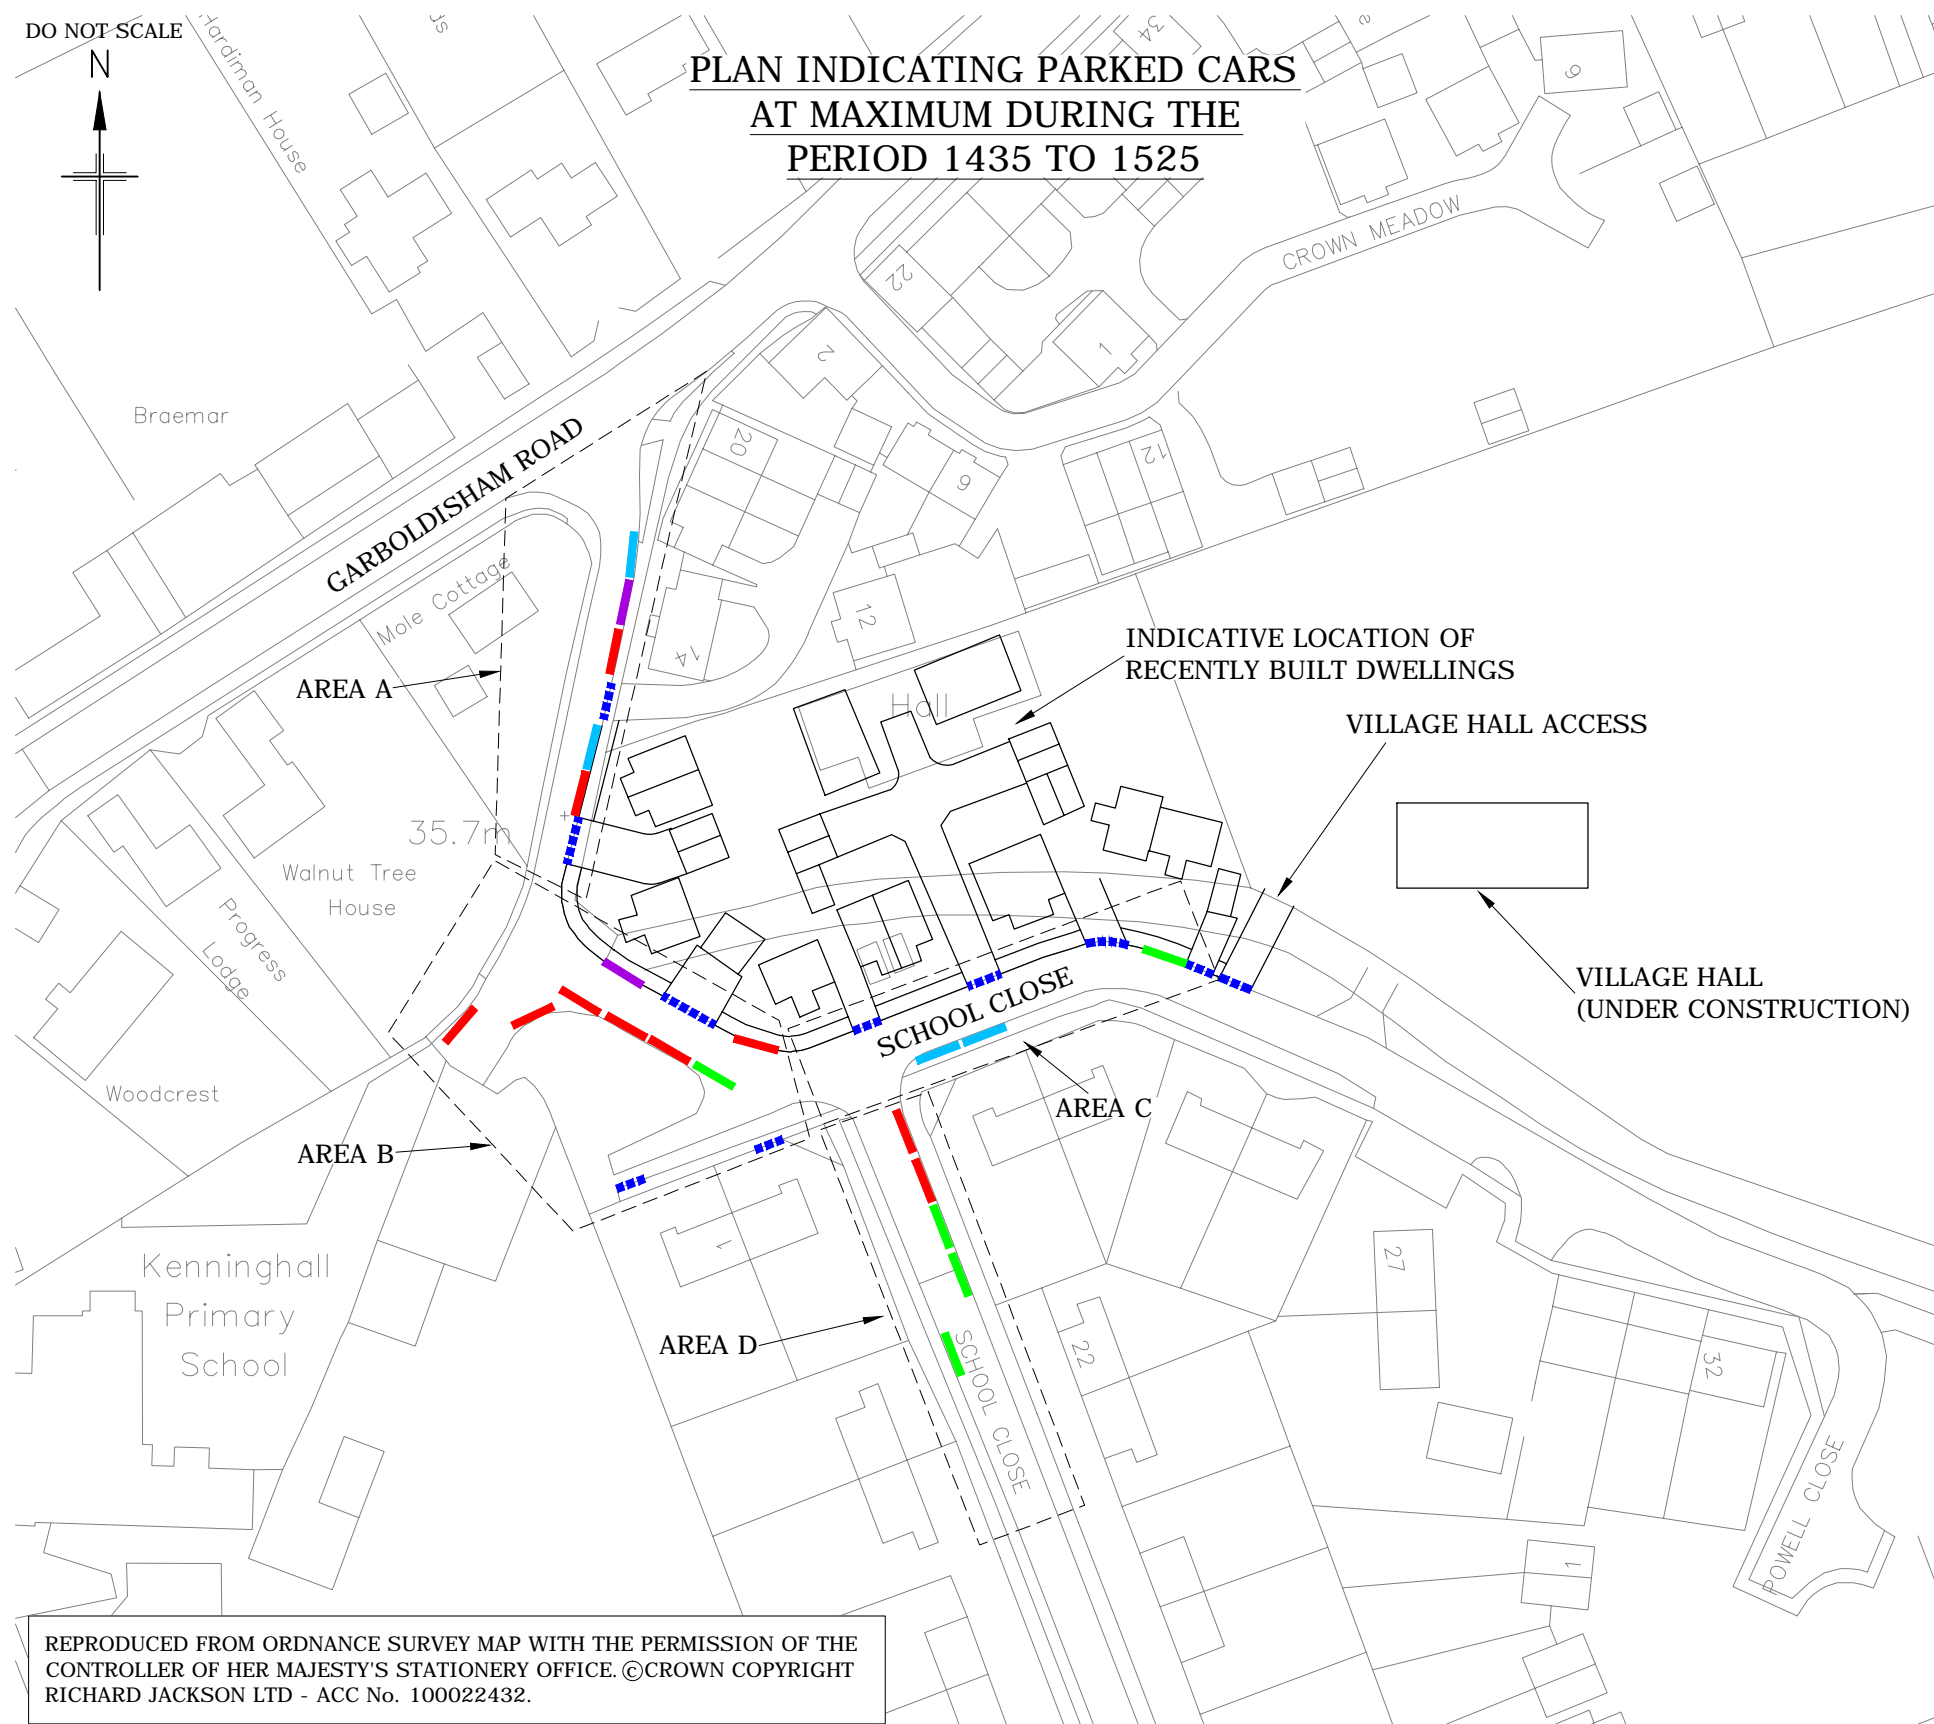 DO NOT SCALE
N
PLAN INDICATING PARKED CARS
AT MAXIMUM DURING THE
PERIOD 1435 TO 1525
Hardiman House
34
9
CROWN MEADOW
22
1
2
Braemar
GARBOLDISHAM ROAD
20
6
12
Mole Cottage
12
14
AREA A
INDICATIVE LOCATION OF
RECENTLY BUILT DWELLINGS
Hall
VILLAGE HALL ACCESS
35.7m
Walnut Tree
House
Progress
Lodge
VILLAGE HALL
(UNDER CONSTRUCTION)
SCHOOL CLOSE
Woodcrest
AREA C
AREA B
1
Kenninghall
Primary
School
AREA D
SCHOOL CLOSE
22
27
32
POWELL CLOSE
1
REPRODUCED FROM ORDNANCE SURVEY MAP WITH THE PERMISSION OF THE
CONTROLLER OF HER MAJESTY'S STATIONERY OFFICE. ©CROWN COPYRIGHT
RICHARD JACKSON LTD - ACC No. 100022432.